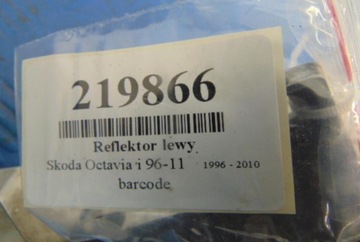 219866
Reflektor lewy
Skoda Octavia i 96-11 1996 - 2010
barcode